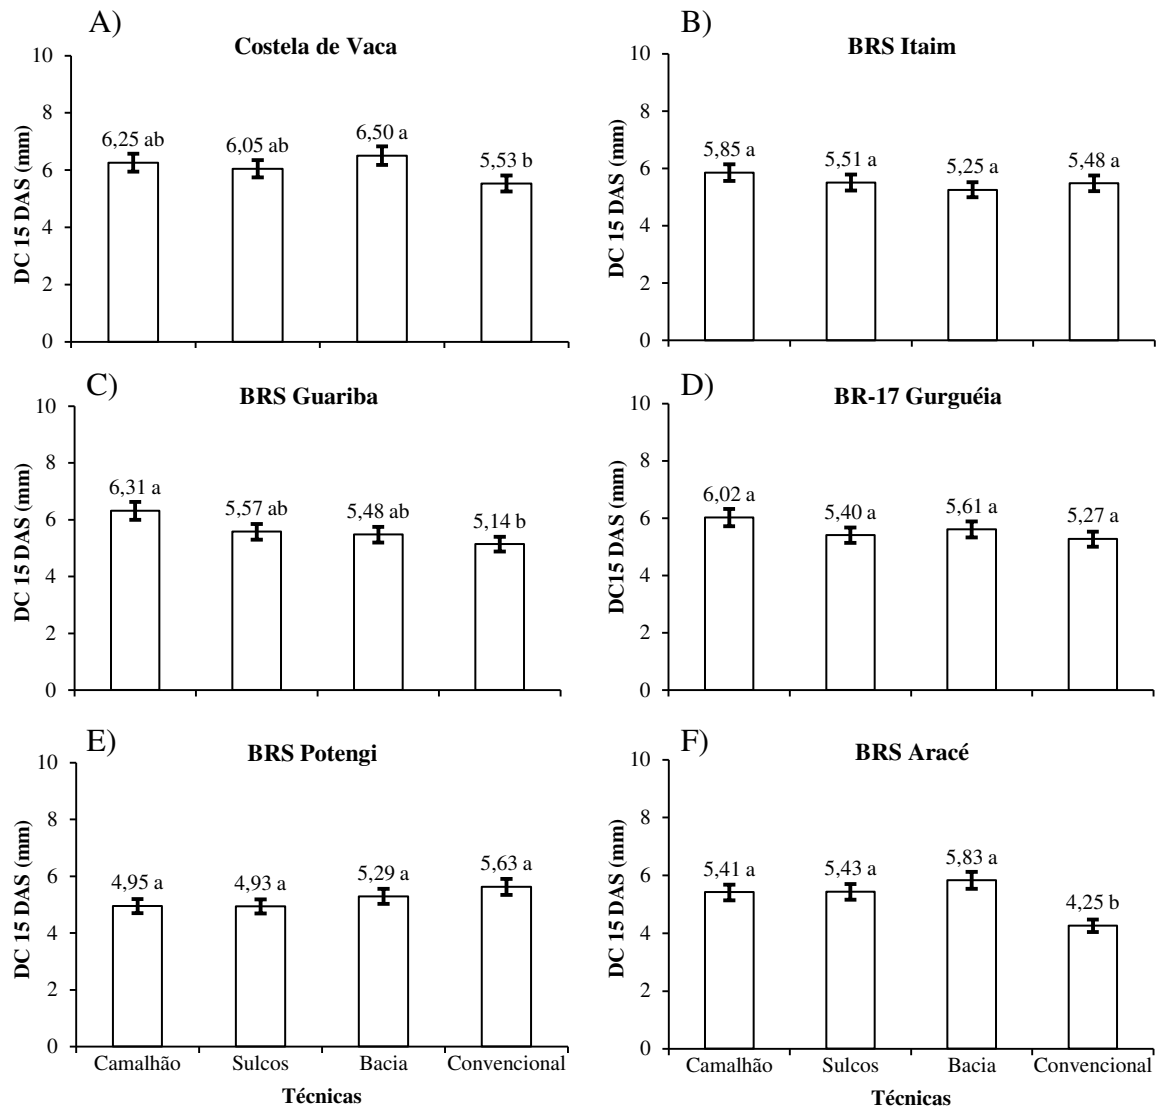 A)
Costela de Vaca
DC 15 DAS (mm)
10
8
6
4
2
0
6,25 ab
6,05 ab
6,50 a
5,53 b
B)
BRS Itaim
DC 15 DAS (mm)
10
8
6
4
2
0
5,85 a
5,51 a
5,25 a
5,48 a
C)
BRS Guariba
DC 15 DAS (mm)
10
8
6
4
2
0
6,31 a
5,57 ab
5,48 ab
5,14 b
D)
BR-17 Gurguéia
DC15 DAS (mm)
10
8
6
4
2
0
6,02 a
5,40 a
5,61 a
5,27 a
E)
BRS Potengi
DC 15 DAS (mm)
10
8
6
4
2
0
4,95 a
4,93 a
5,29 a
5,63 a
Camalhão
Sulcos
Bacia
Convencional
Técnicas
F)
BRS Aracé
DC 15 DAS (mm)
10
8
6
4
2
0
5,41 a
5,43 a
5,83 a
4,25 b
Camalhão
Sulcos
Bacia
Convencional
Técnicas